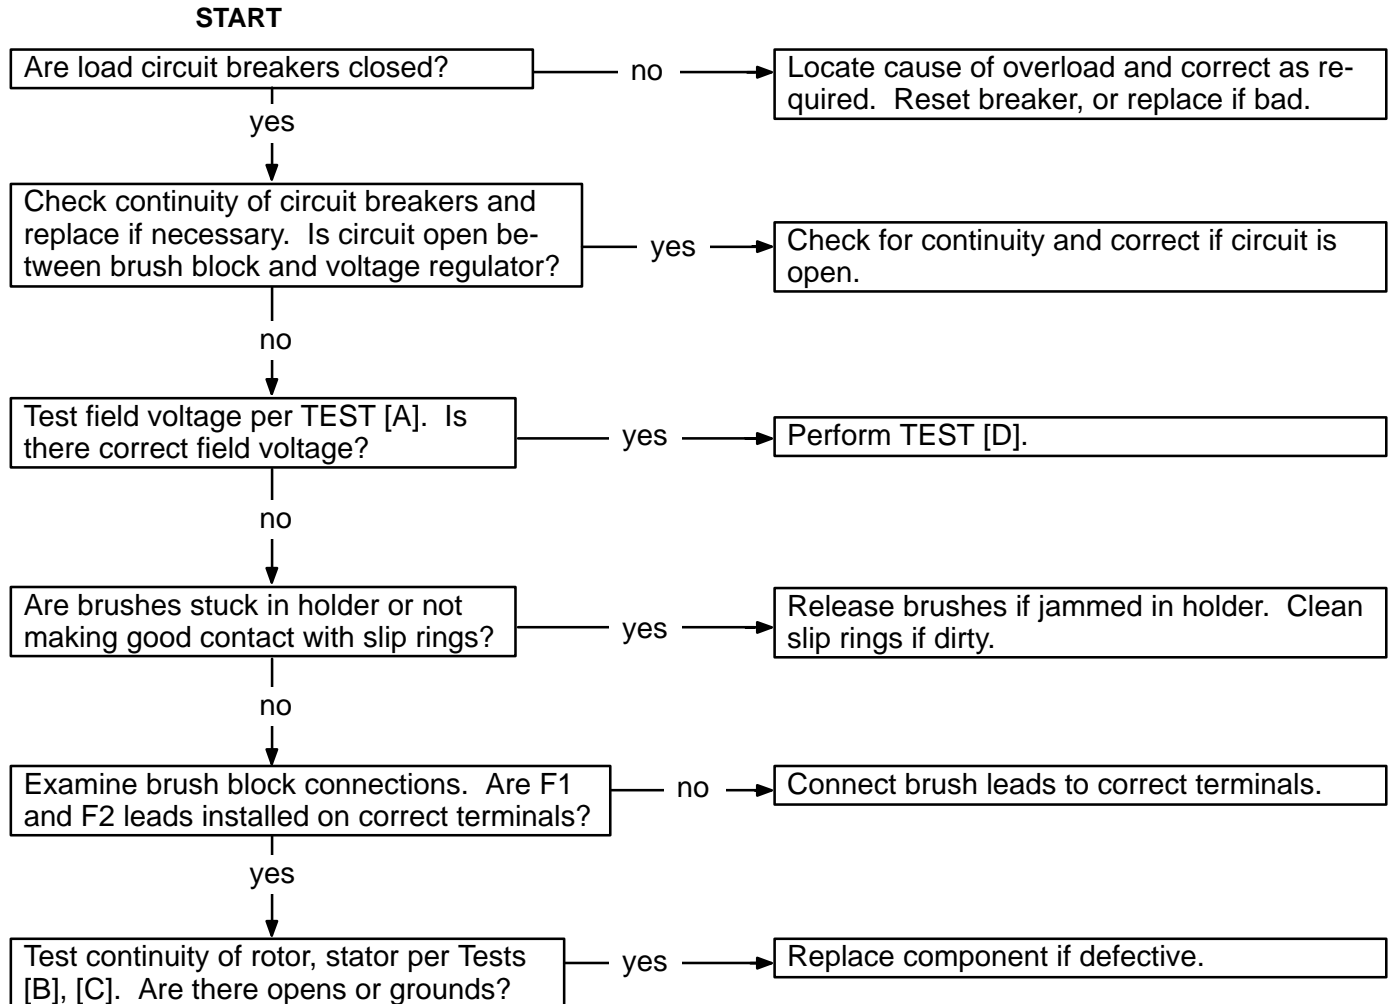 START
Are load circuit breakers closed?
no
Locate cause of overload and correct as re-
quired.  Reset breaker, or replace if bad.
yes
Check continuity of circuit breakers and
replace if necessary.  Is circuit open be-
tween brush block and voltage regulator?
yes
Check for continuity and correct if circuit is
open.
no
Test field voltage per TEST [A].  Is
there correct field voltage?
yes
Perform TEST [D].
no
Are brushes stuck in holder or not
making good contact with slip rings?
yes
Release brushes if jammed in holder.  Clean
slip rings if dirty.
no
Examine brush block connections.  Are F1
and F2 leads installed on correct terminals?
no
Connect brush leads to correct terminals.
yes
Test continuity of rotor, stator per Tests
[B], [C].  Are there opens or grounds?
yes
Replace component if defective.